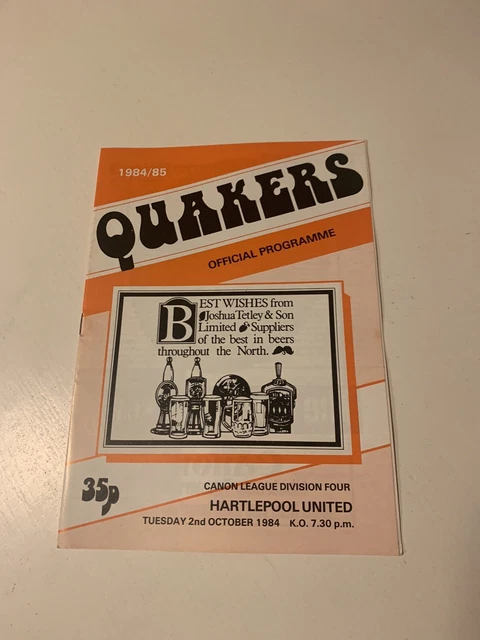 1984/85
QUAKERS
OFFICIAL PROGRAMME
BEST WISHES from
Joshua Tetley & Son
Limited Suppliers
of the best in beers
throughout the North.
35p
CANON LEAGUE DIVISION FOUR
HARTLEPOOL UNITED
TUESDAY 2nd OCTOBER 1984 K.O. 7.30 p.m.